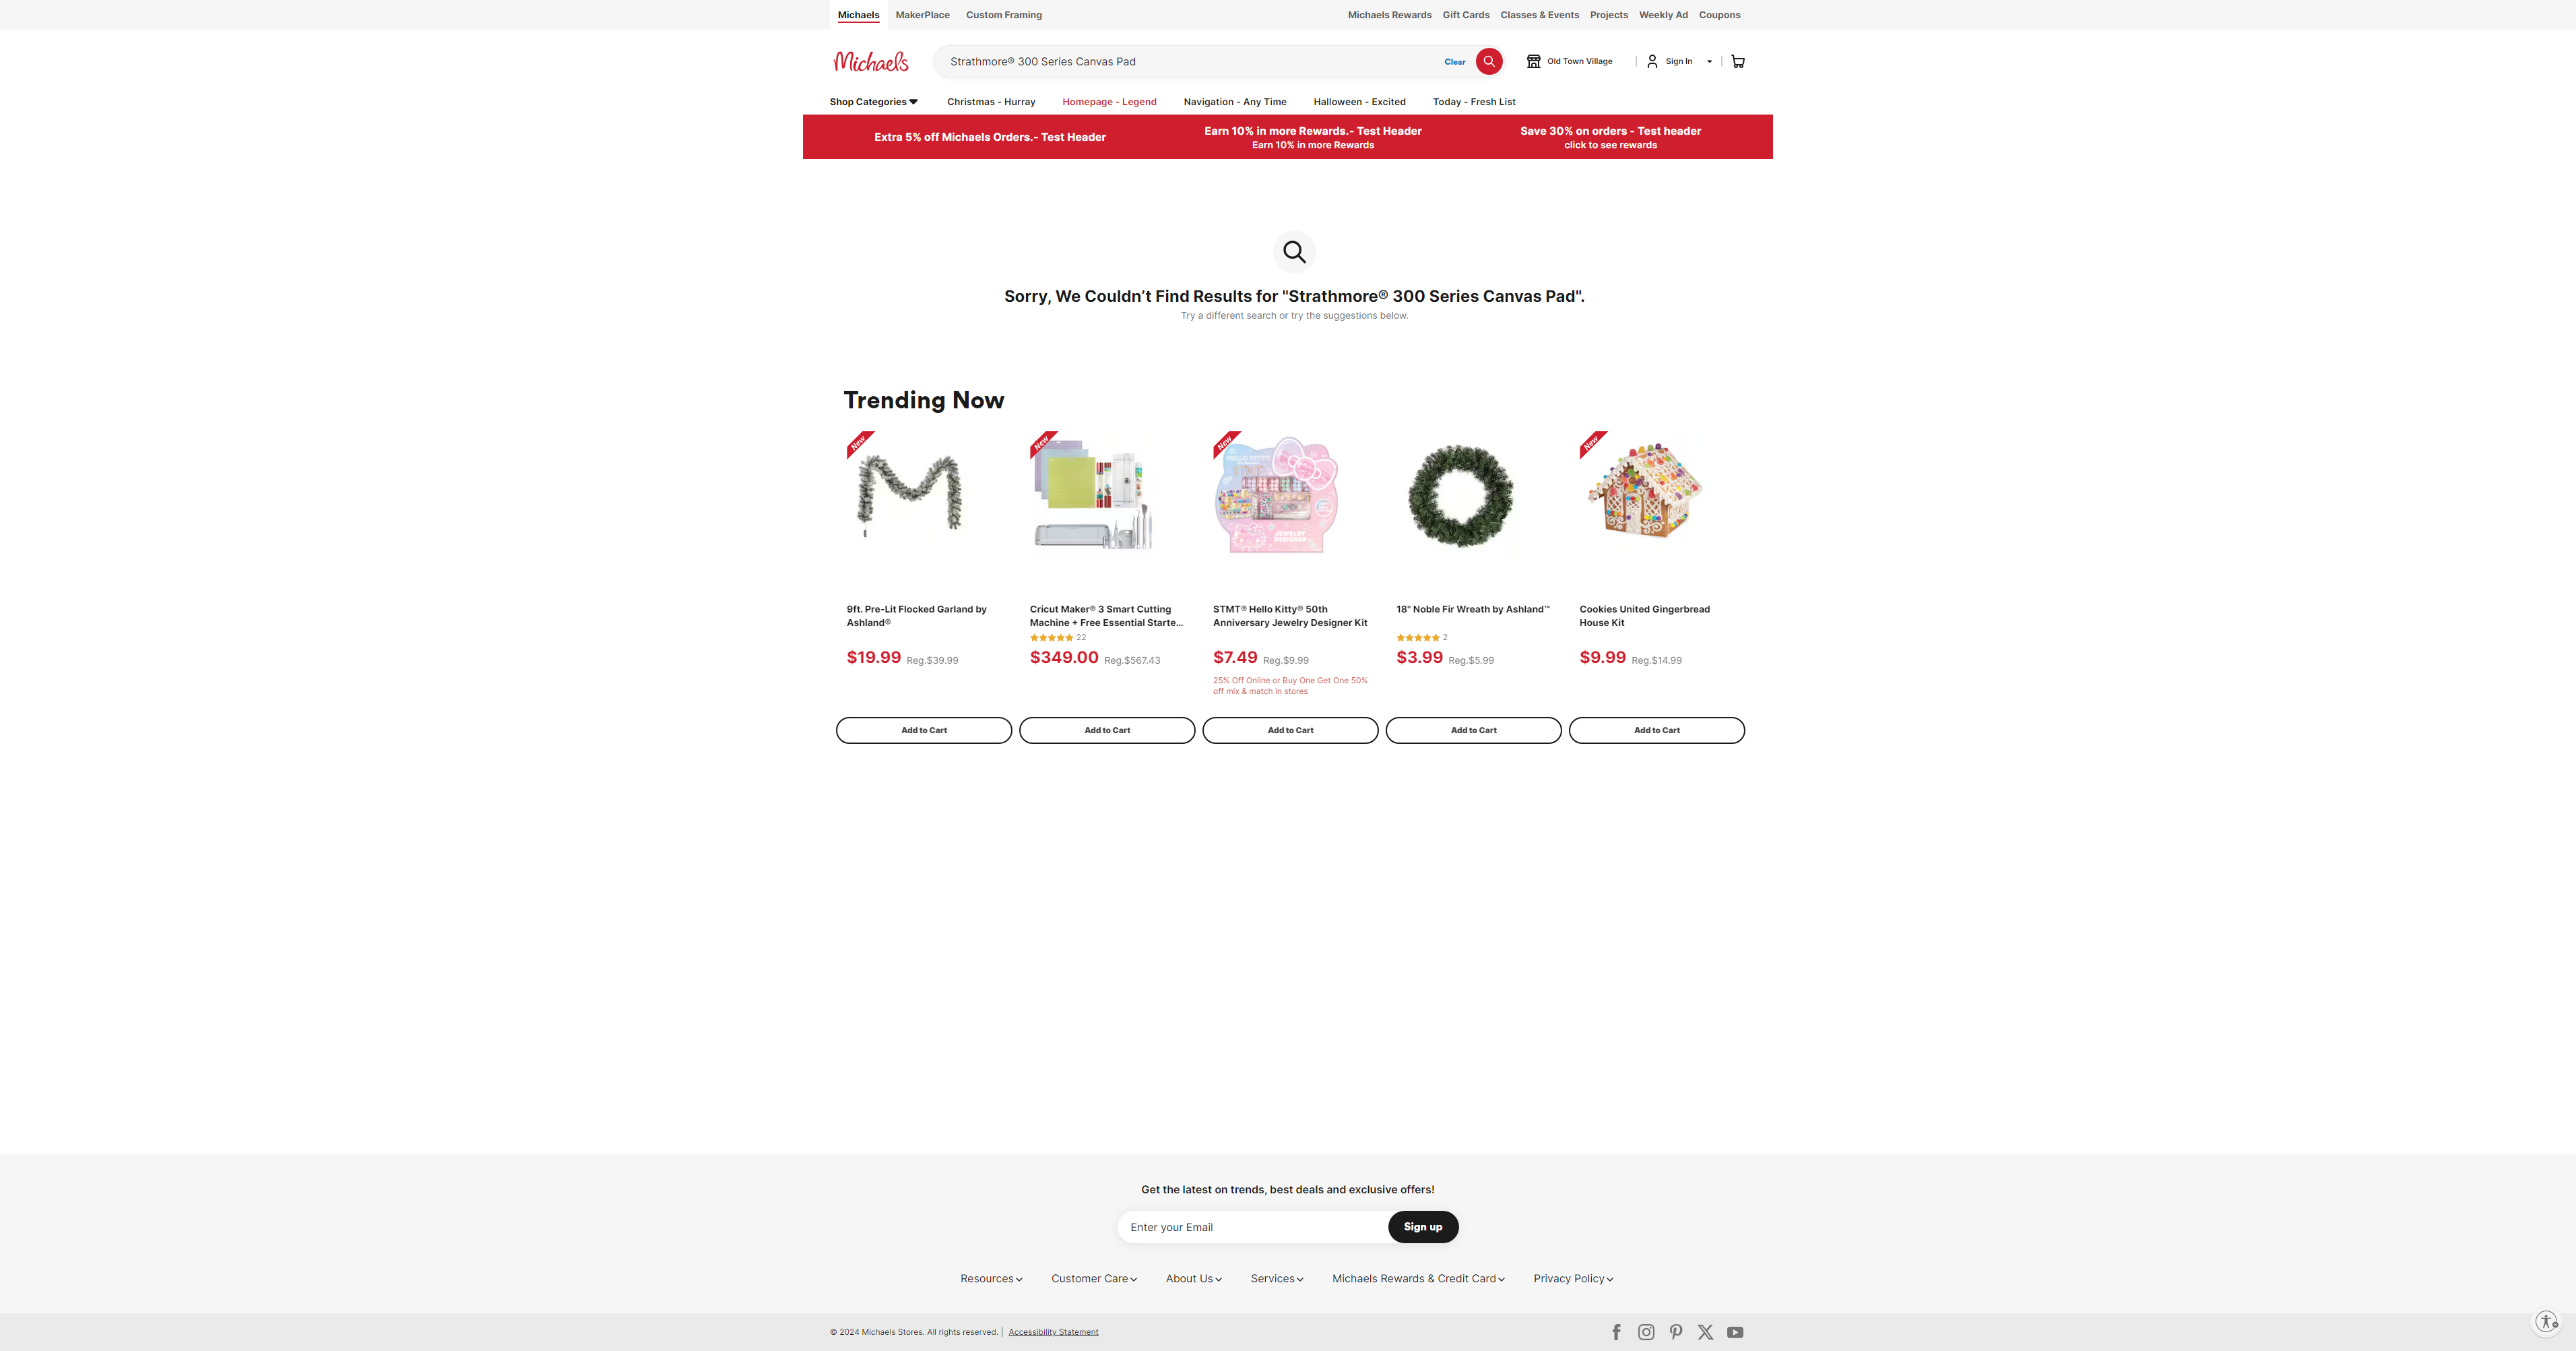 Michaels MakerPlace Custom Framing Michaels Rewards Gift Cards Classes & Events Projects Weekly Ad Coupons
Michaels Strathmore® 300 Series Canvas Pad Clear Old Town Village Sign In
Shop Categories Christmas - Hurray Homepage - Legend Navigation - Any Time Halloween - Excited Today - Fresh List
Extra 5% off Michaels Orders.- Test Header Earn 10% in more Rewards.- Test Header Save 30% on orders - Test header
Earn 10% in more Rewards click to see rewards
Sorry, We Couldn’t Find Results for "Strathmore® 300 Series Canvas Pad".
Try a different search or try the suggestions below.
Trending Now
New New New New
HELLO KITTY
JEWELRY
DESIGNER
9ft. Pre-Lit Flocked Garland by Cricut Maker® 3 Smart Cutting STMT® Hello Kitty® 50th 18" Noble Fir Wreath by Ashland™ Cookies United Gingerbread
Ashland® Machine + Free Essential Starte... Anniversary Jewelry Designer Kit House Kit
22 2
$19.99 Reg.$39.99 $349.00 Reg.$567.43 $7.49 Reg.$9.99 $3.99 Reg.$5.99 $9.99 Reg.$14.99
25% Off Online or Buy One Get One 50%
off mix & match in stores
Add to Cart Add to Cart Add to Cart Add to Cart Add to Cart
Get the latest on trends, best deals and exclusive offers!
Enter your Email Sign up
Resources Customer Care About Us Services Michaels Rewards & Credit Card Privacy Policy
© 2024 Michaels Stores. All rights reserved. | Accessibility Statement